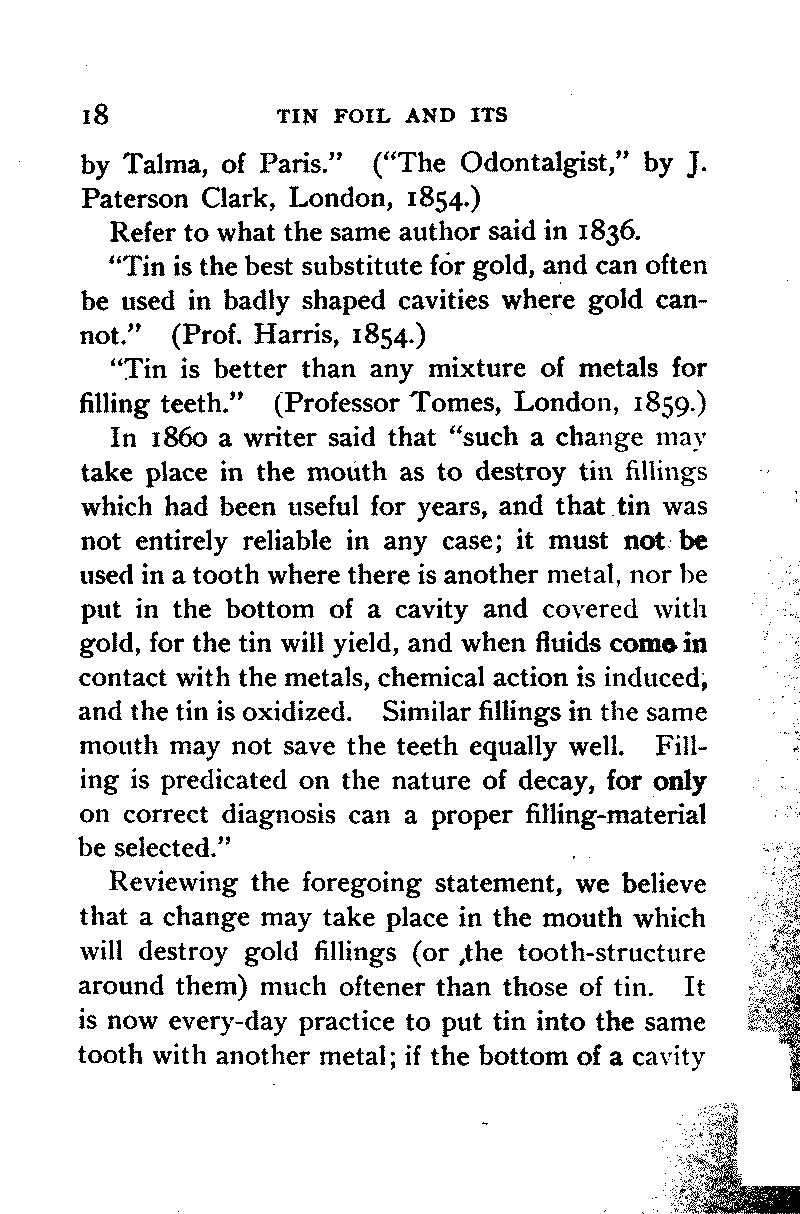 18 TIN FOIL AND ITS
by Talma, of Paris.” (“The Odontalgist,” by J.
Paterson Clark, London, 1854.)
Refer to what the same author said in 1836.
“Tin is the best substitute for gold, and can often
be used in badly shaped cavities where gold can-
not.” (Prof. Harris, 1854.)
“Tin is better than any mixture of metals for
filling teeth.” (Professor Tomes, London, 1859.)
In 1860 a writer said that “such a change may
take place in the mouth as to destroy tin fillings
which had been useful for years, and that tin was
not entirely reliable in any case; it must not be
used in a tooth where there is another metal, nor be
put in the bottom of a cavity and covered with
gold, for the tin will yield, and when fluids come in
contact with the metals, chemical action is induced,
and the tin is oxidized. Similar fillings in the same
mouth may not save the teeth equally well. Fill-
ing is predicated on the nature of decay, for only
on correct diagnosis can a proper filling-material
be selected.”
Reviewing the foregoing statement, we believe
that a change may take place in the mouth which
will destroy gold fillings (or the tooth-structure
around them) much oftener than those of tin. It
is now every-day practice to put tin into the same
tooth with another metal; if the bottom of a cavity